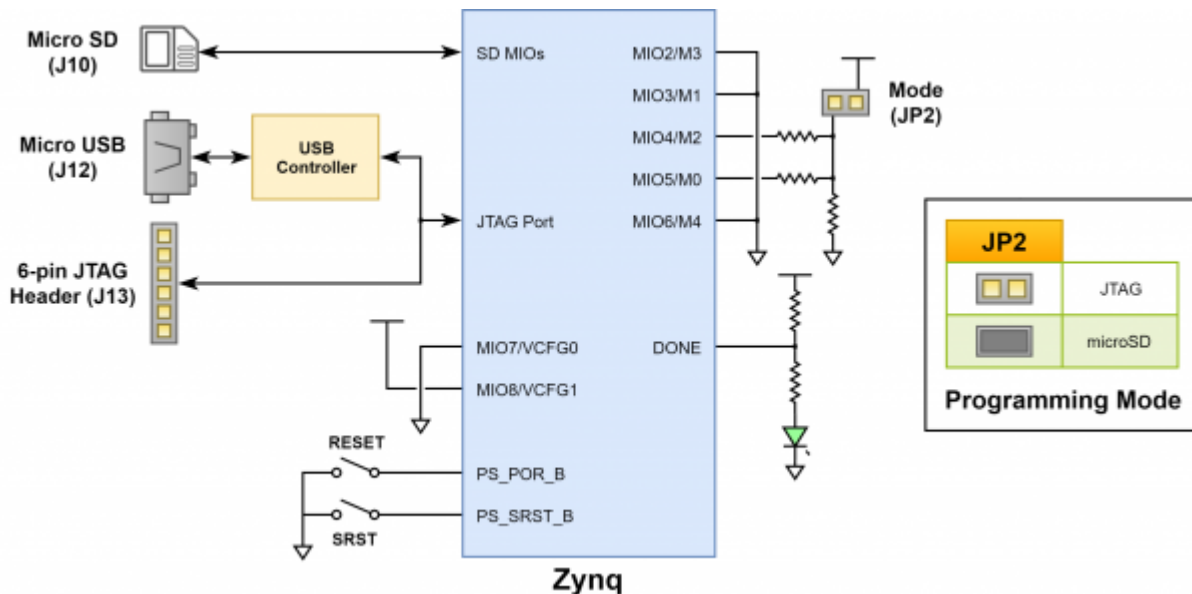 Micro SD
(J10)
Micro USB
(J12)
USB
Controller
6-pin JTAG
Header (J13)
SD MIOs
JTAG Port
MIO7/VCFG0
MIO8/VCFG1
PS_POR_B
PS_SRST_B
RESET
SRST
MIO2/M3
MIO3/M1
MIO4/M2
MIO5/M0
MIO6/M4
DONE
Zynq
Mode
(JP2)
JP2
JTAG
microSD
Programming Mode